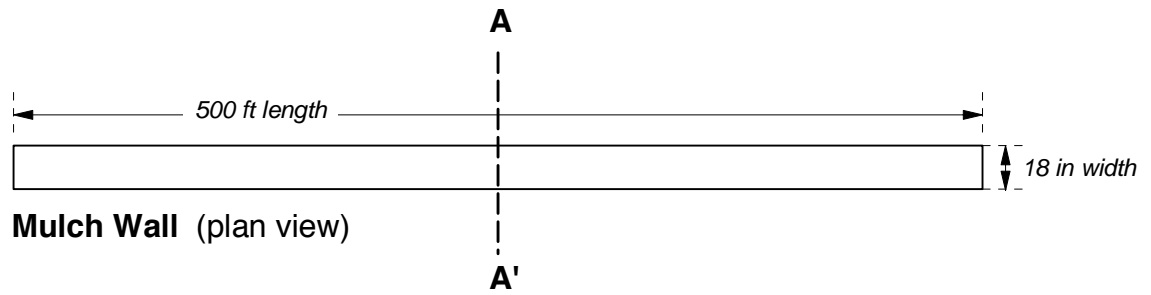 A
500 ft length
18 in width
Mulch Wall (plan view)
A'